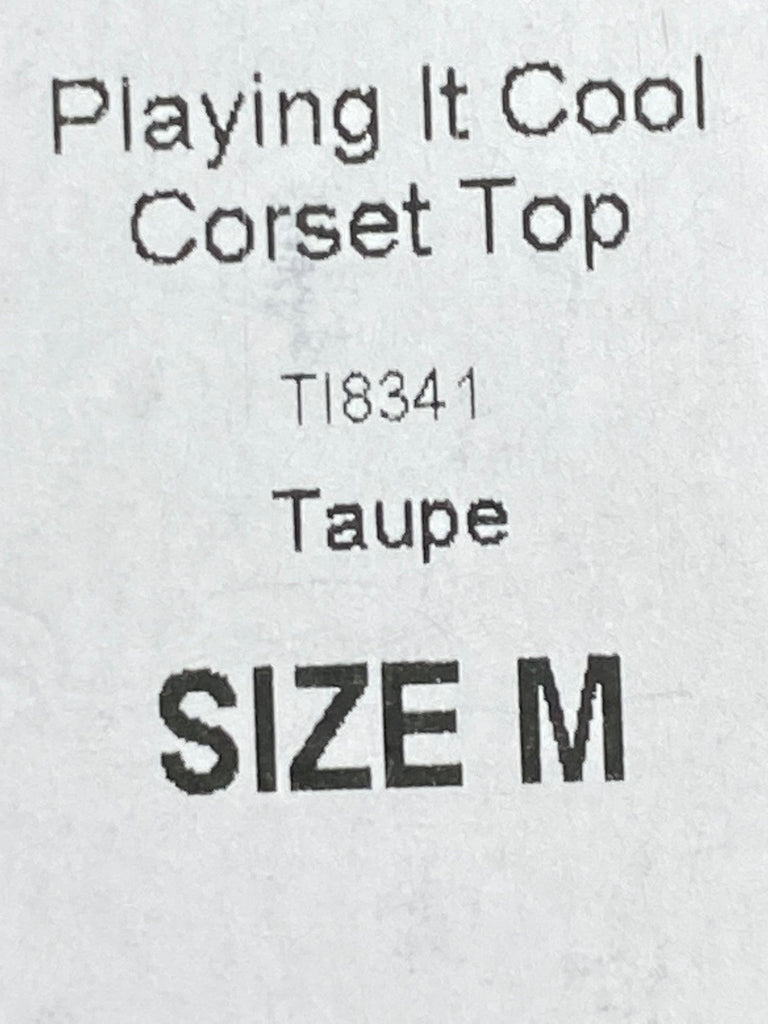 Playing It Cool
Corset Top
TI8341
Taupe
SIZE M